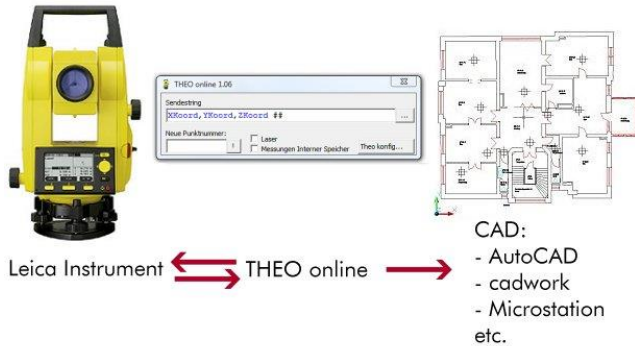 THEO online 1.06
Sendestring
XKoord,YKoord,ZKoord ##
...
Neue Punktnummer:
!
Laser
Messungen Interner Speicher
Theo konfig...
Leica Instrument
THEO online
CAD:
- AutoCAD
- cadwork
- Microstation
etc.